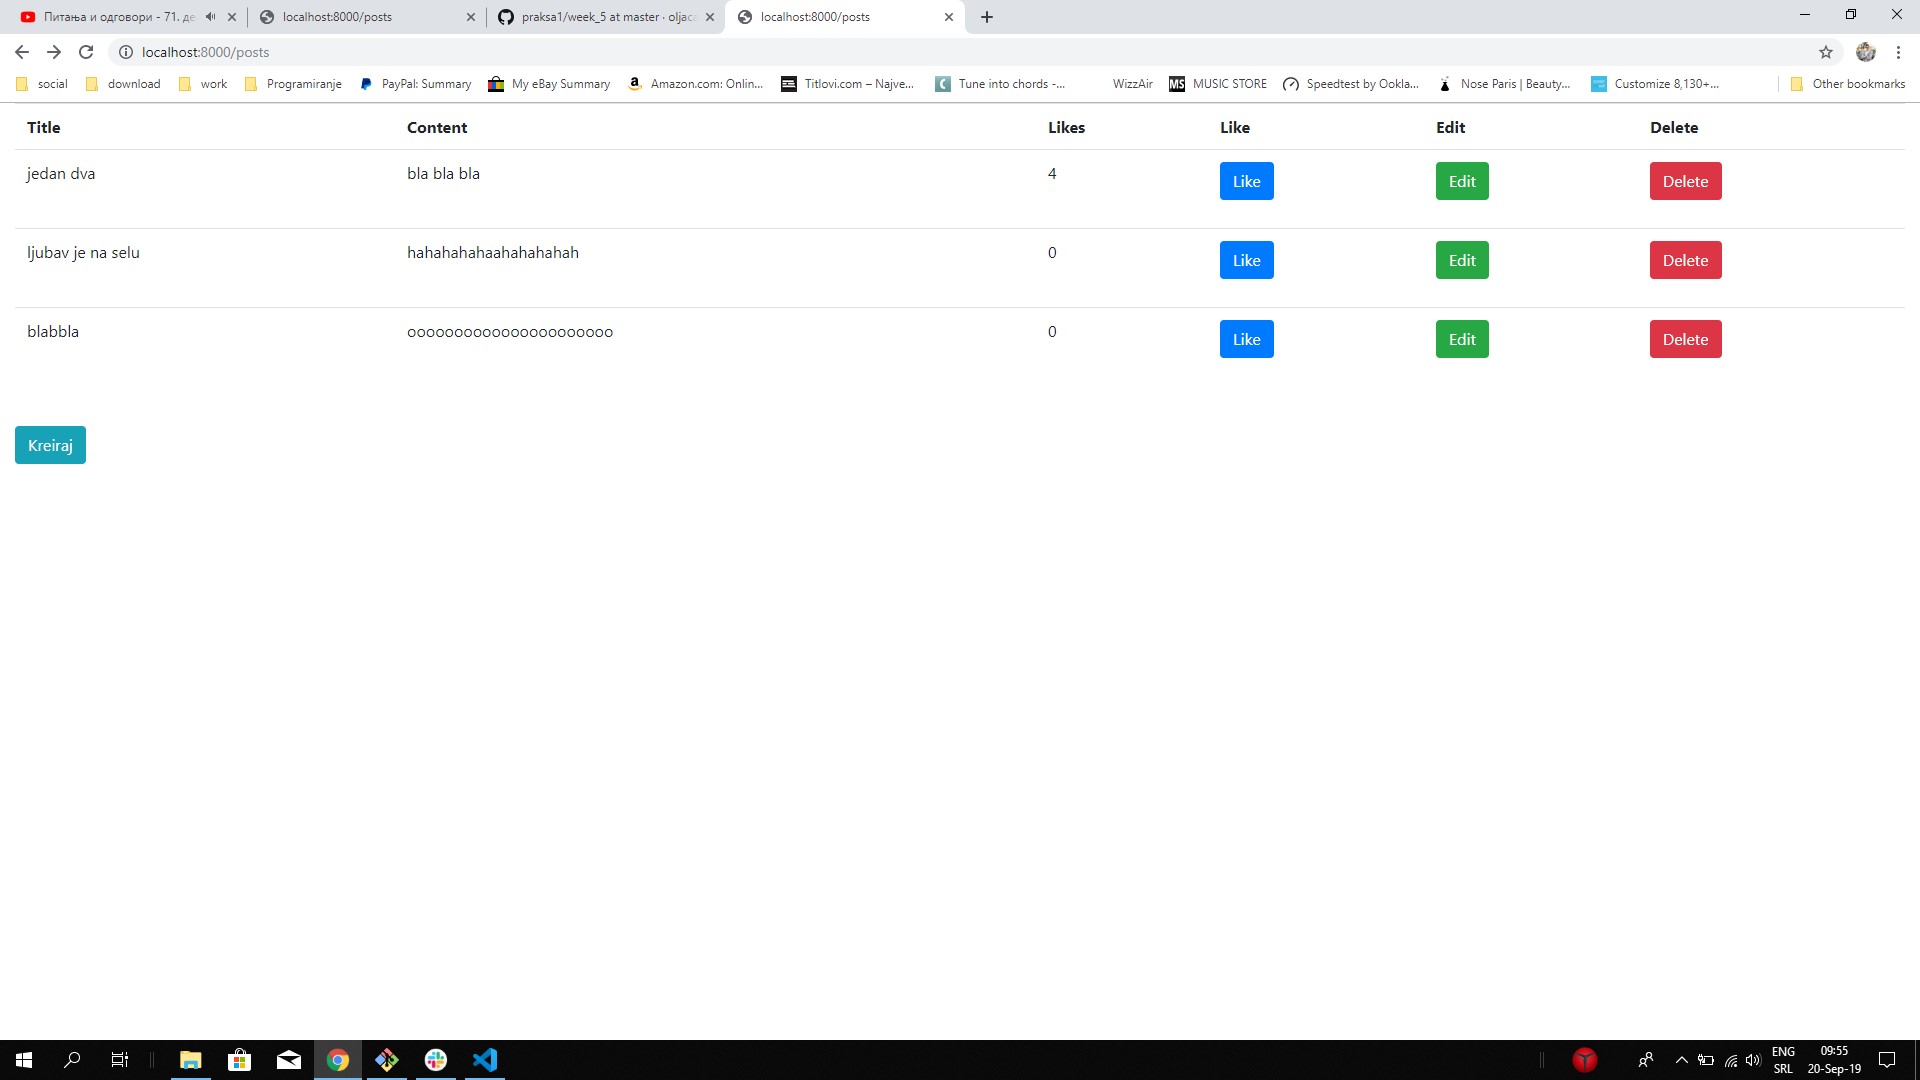 Питања и одговори - 71. де
localhost:8000/posts
praksa1/week_5 at master · oljaca
localhost:8000/posts
localhost:8000/posts
social
download
work
Programiranje
PayPal: Summary
My eBay Summary
Amazon.com: Onlin...
Titlovi.com – Najve...
Tune into chords -...
WizzAir
MS MUSIC STORE
Speedtest by Ookla...
Nose Paris | Beauty...
Customize 8,130+...
Other bookmarks
Title Content Likes Like Edit Delete
jedan dva bla bla bla 4 Like Edit Delete
ljubav je na selu hahahahahaahahahahah 0 Like Edit Delete
blabbla oooooooooooooooooooooo 0 Like Edit Delete
Kreiraj
ENG 09:55
SRL 20-Sep-19